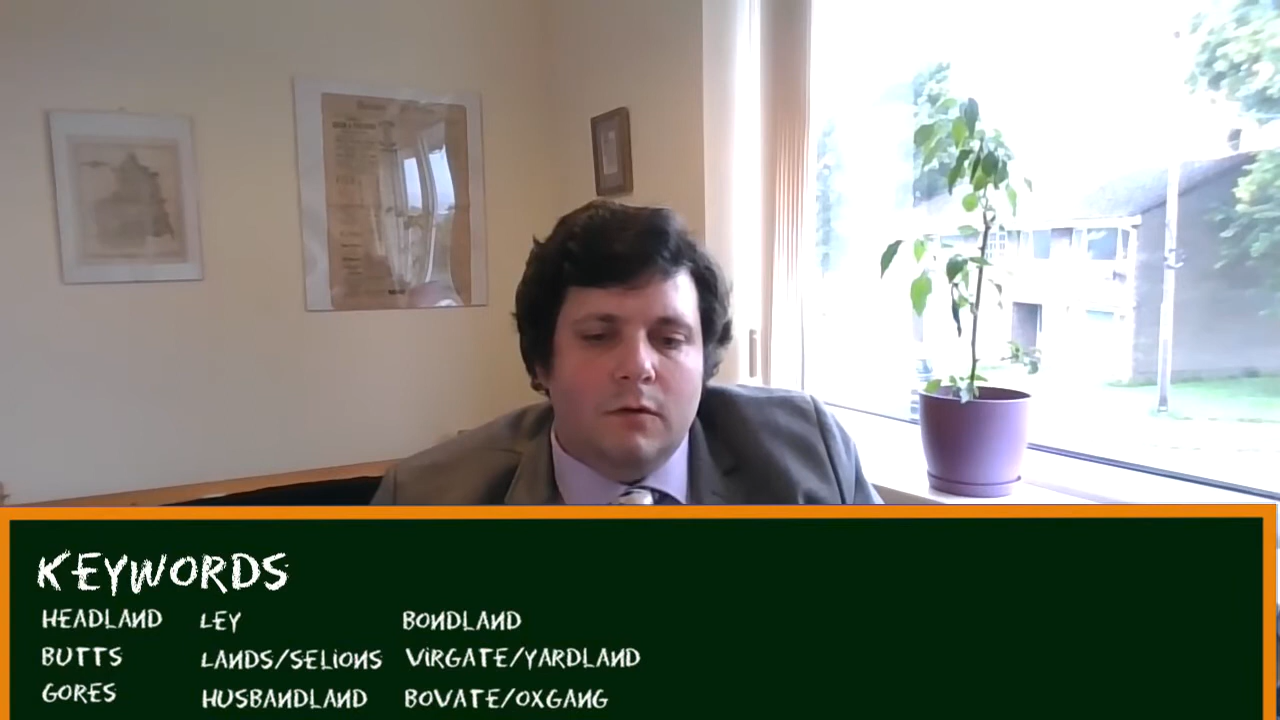 KEYWORDS
HEADLAND LEY BONDLAND
BUTTS LANDS/SELIONS VIRGATE/YARDLAND
GORES HUSBANDLAND BOVATE/OXGANG